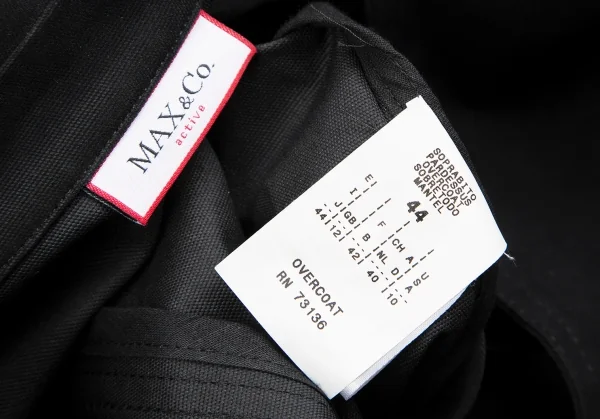 MAX&Co.
active
SOPRABITO
PARDESSUS
OVERCOAT
SOBRETODO
MANTEL
44
E
I F CH A USA
J GB B NL D
44 12 42 40 10
OVERCOAT
RN 73136